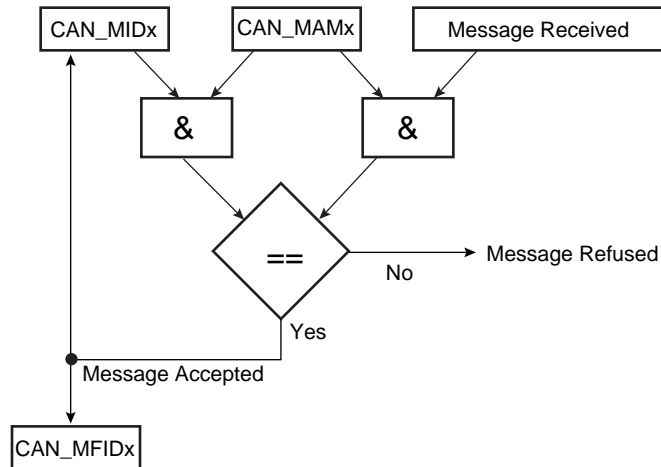 CAN_MIDx
CAN_MAMx
Message Received
&
&
==
No
Message Refused
Yes
Message Accepted
CAN_MFIDx